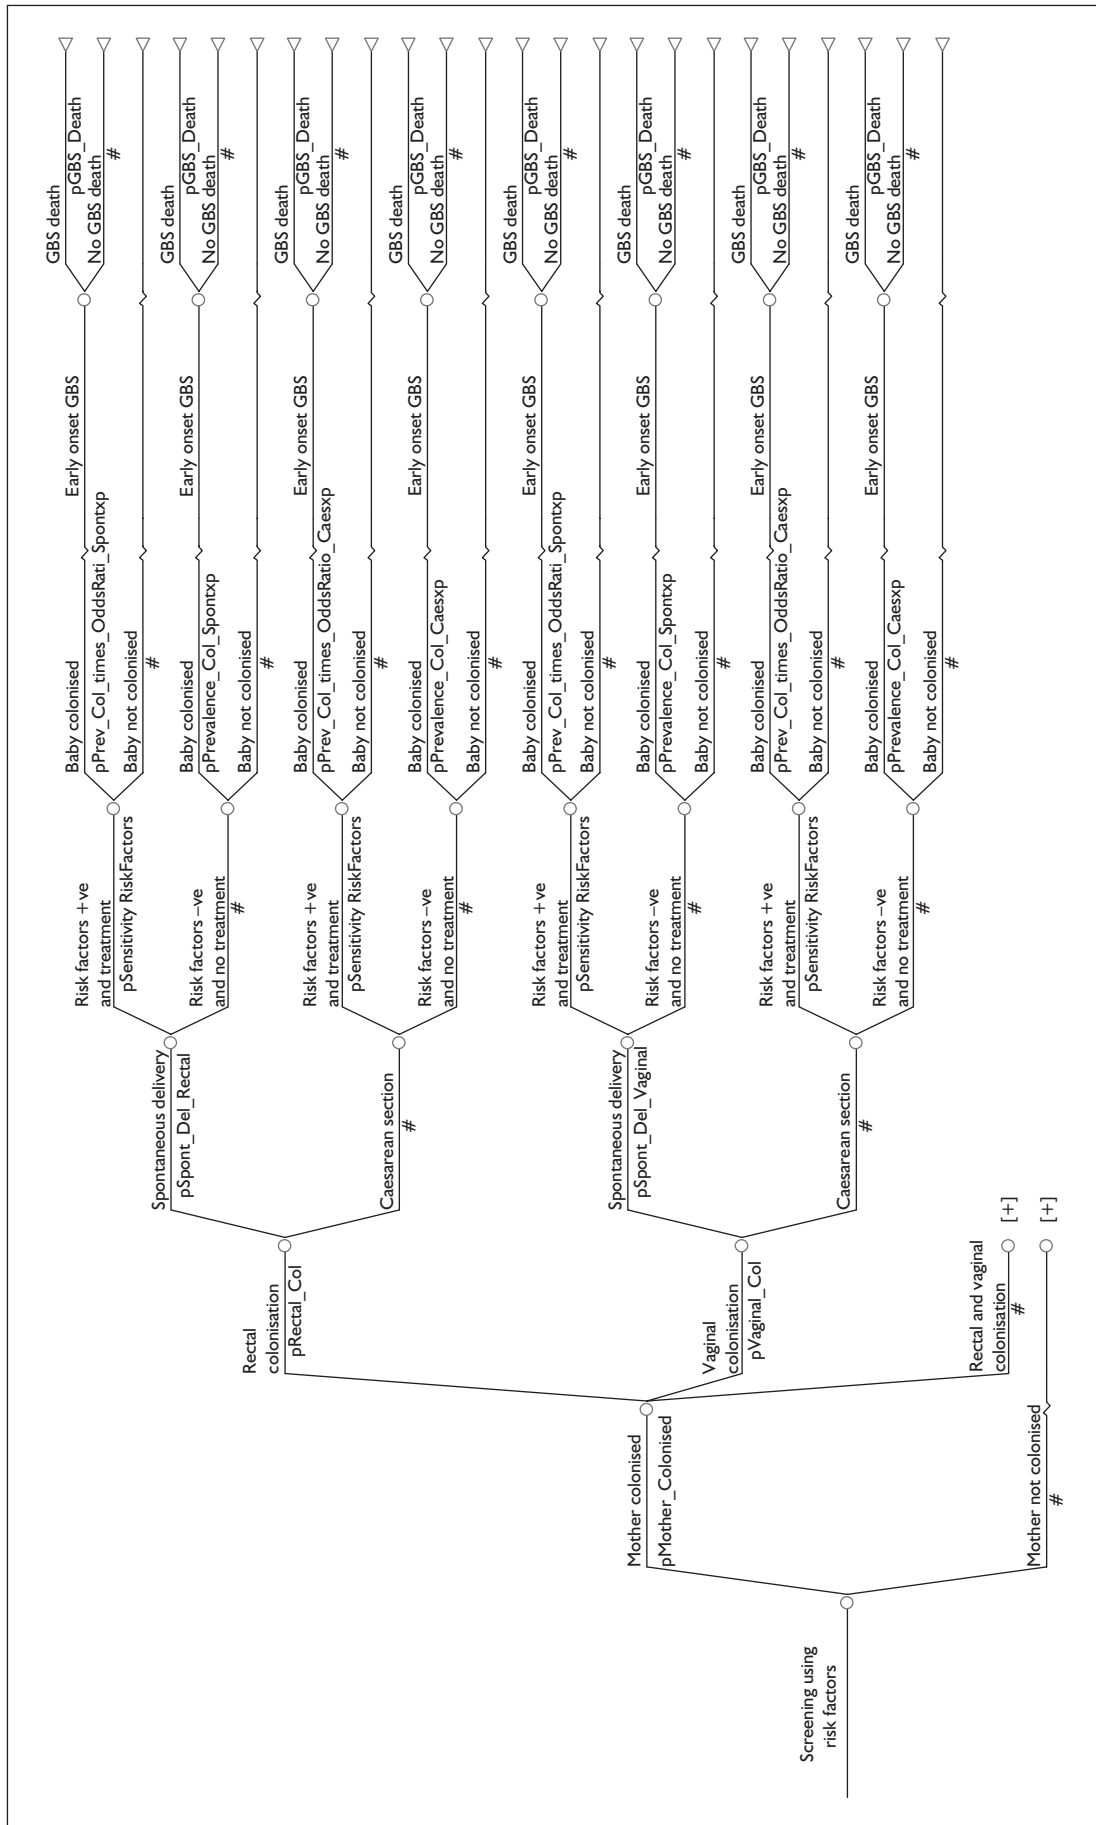 Screening using
risk factors
Mother colonised
pMother_Colonised
Rectal
colonisation
pRectal_Col
Spontaneous delivery
pSpont_Del_Rectal
Risk factors +ve
and treatment
pSensitivity RiskFactors
Baby colonised
pPrev_Col_times_OddsRati_Spontxp
Early onset GBS
GBS death
pGBS_Death
No GBS death
#
Baby not colonised
#
Risk factors –ve
and no treatment
#
Baby colonised
pPrevalence_Col_Spontxp
Early onset GBS
GBS death
pGBS_Death
No GBS death
#
Baby not colonised
#
Caesarean section
#
Risk factors +ve
and treatment
pSensitivity RiskFactors
Baby colonised
pPrev_Col_times_OddsRatio_Caesxp
Early onset GBS
GBS death
pGBS_Death
No GBS death
#
Baby not colonised
#
Risk factors –ve
and no treatment
#
Baby colonised
pPrevalence_Col_Caesxp
Early onset GBS
GBS death
pGBS_Death
No GBS death
#
Baby not colonised
#
Vaginal
colonisation
pVaginal_Col
Spontaneous delivery
pSpont_Del_Vaginal
Risk factors +ve
and treatment
pSensitivity RiskFactors
Baby colonised
pPrev_Col_times_OddsRati_Spontxp
Early onset GBS
GBS death
pGBS_Death
No GBS death
#
Baby not colonised
#
Risk factors –ve
and no treatment
#
Baby colonised
pPrevalence_Col_Spontxp
Early onset GBS
GBS death
pGBS_Death
No GBS death
#
Baby not colonised
#
Caesarean section
#
Risk factors +ve
and treatment
pSensitivity RiskFactors
Baby colonised
pPrev_Col_times_OddsRatio_Caesxp
Early onset GBS
GBS death
pGBS_Death
No GBS death
#
Baby not colonised
#
Risk factors –ve
and no treatment
#
Baby colonised
pPrevalence_Col_Caesxp
Early onset GBS
GBS death
pGBS_Death
No GBS death
#
Baby not colonised
#
Rectal and vaginal
colonisation
#
[+]
Mother not colonised
#
[+]